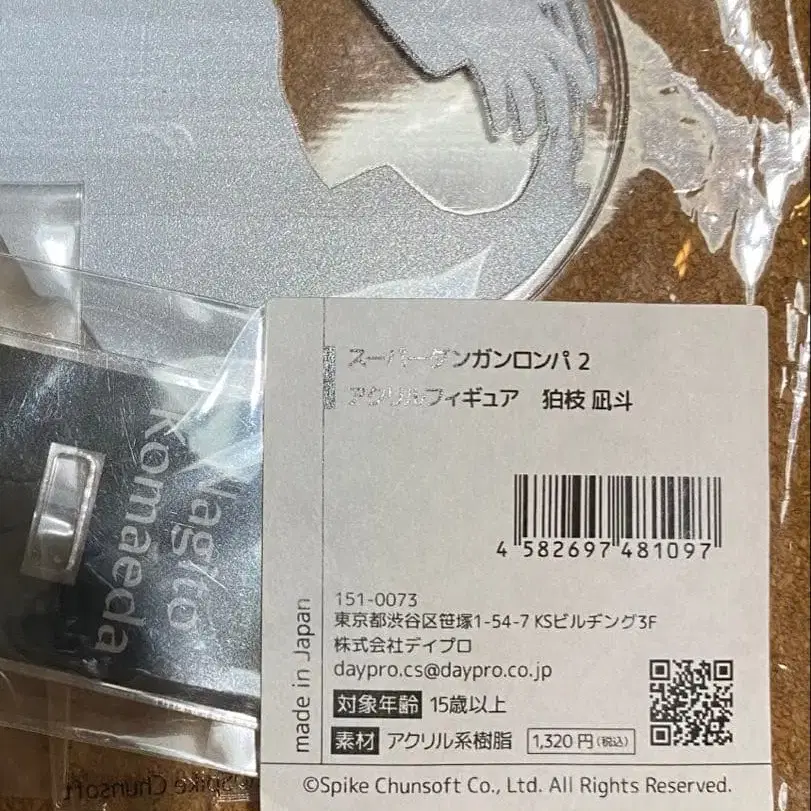 スーパーダンガンロンパ 2
アクリルフィギュア　狛枝 凪斗
4 582697 481097
made in Japan
151-0073
東京都渋谷区笹塚1-54-7 KSビルヂング3F
株式会社デイプロ
daypro.cs@daypro.co.jp
対象年齢 15歳以上
素材 アクリル系樹脂 1,320 円(税込)
©Spike Chunsoft Co., Ltd. All Rights Reserved.
Nagito
Komaeda
©Spike Chunsoft